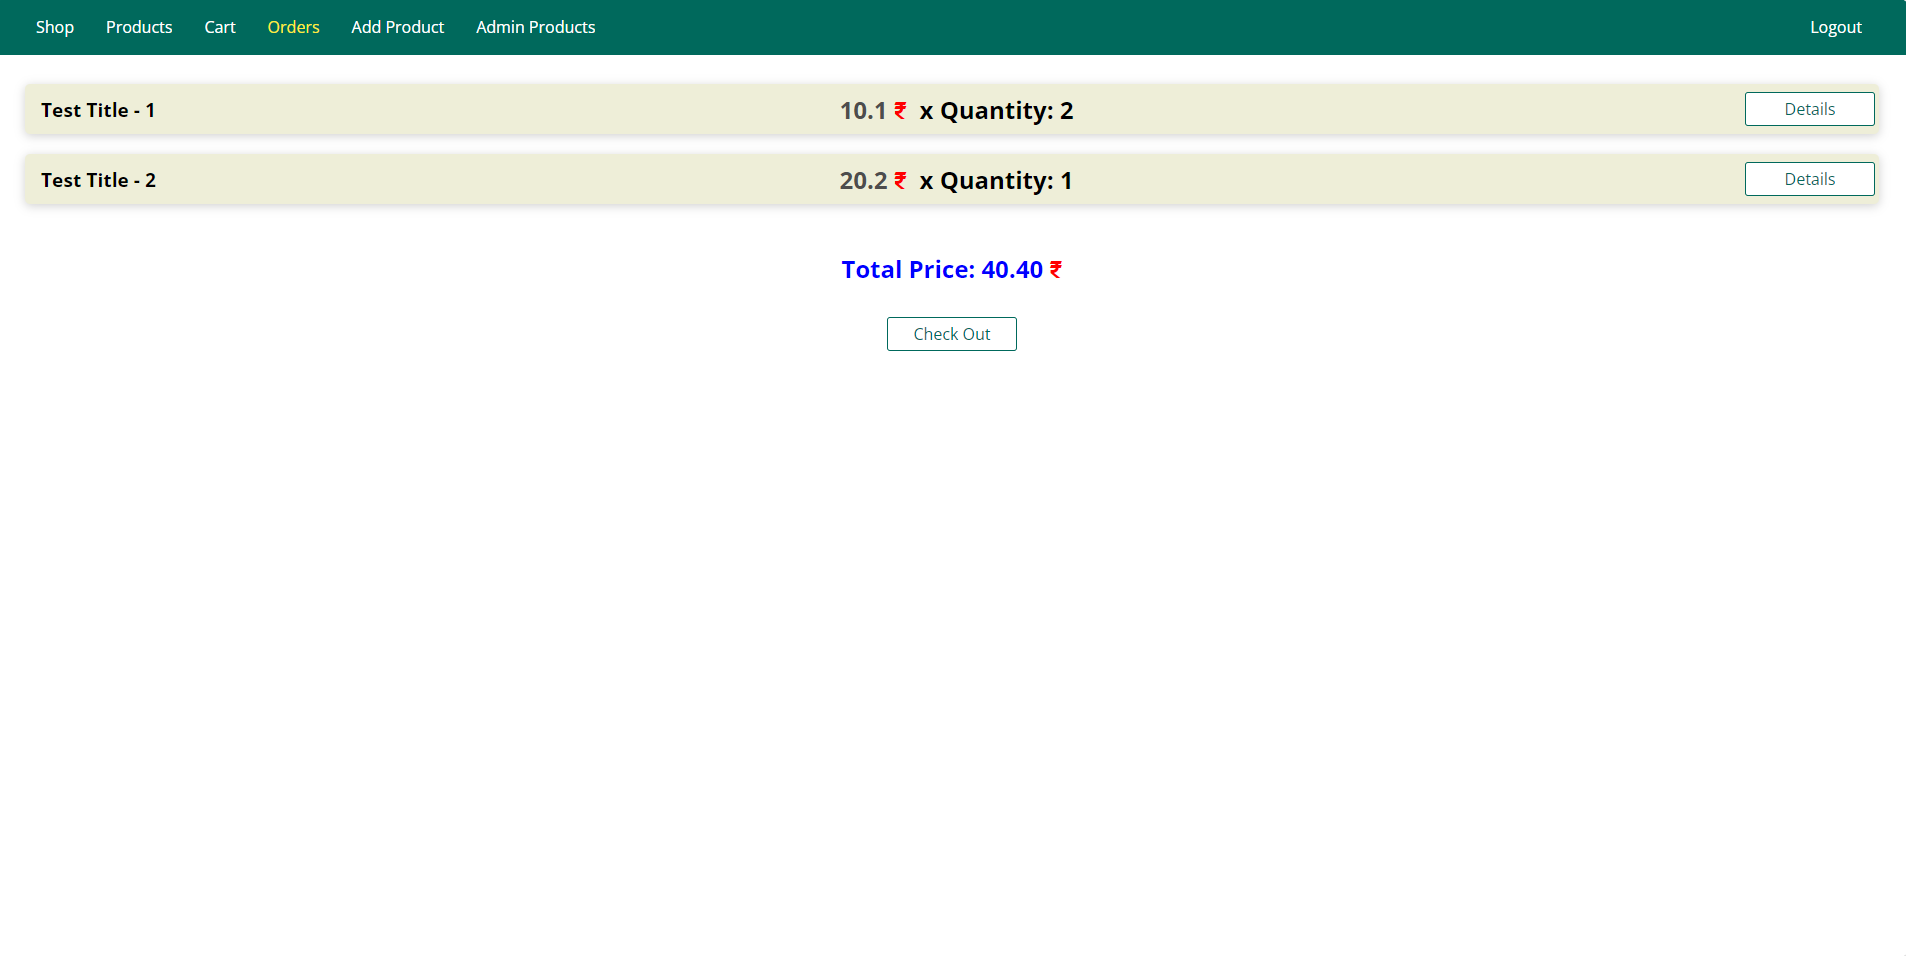 Shop Products Cart Orders Add Product Admin Products Logout
Test Title - 1 10.1 ₹ x Quantity: 2 Details
Test Title - 2 20.2 ₹ x Quantity: 1 Details
Total Price: 40.40 ₹
Check Out